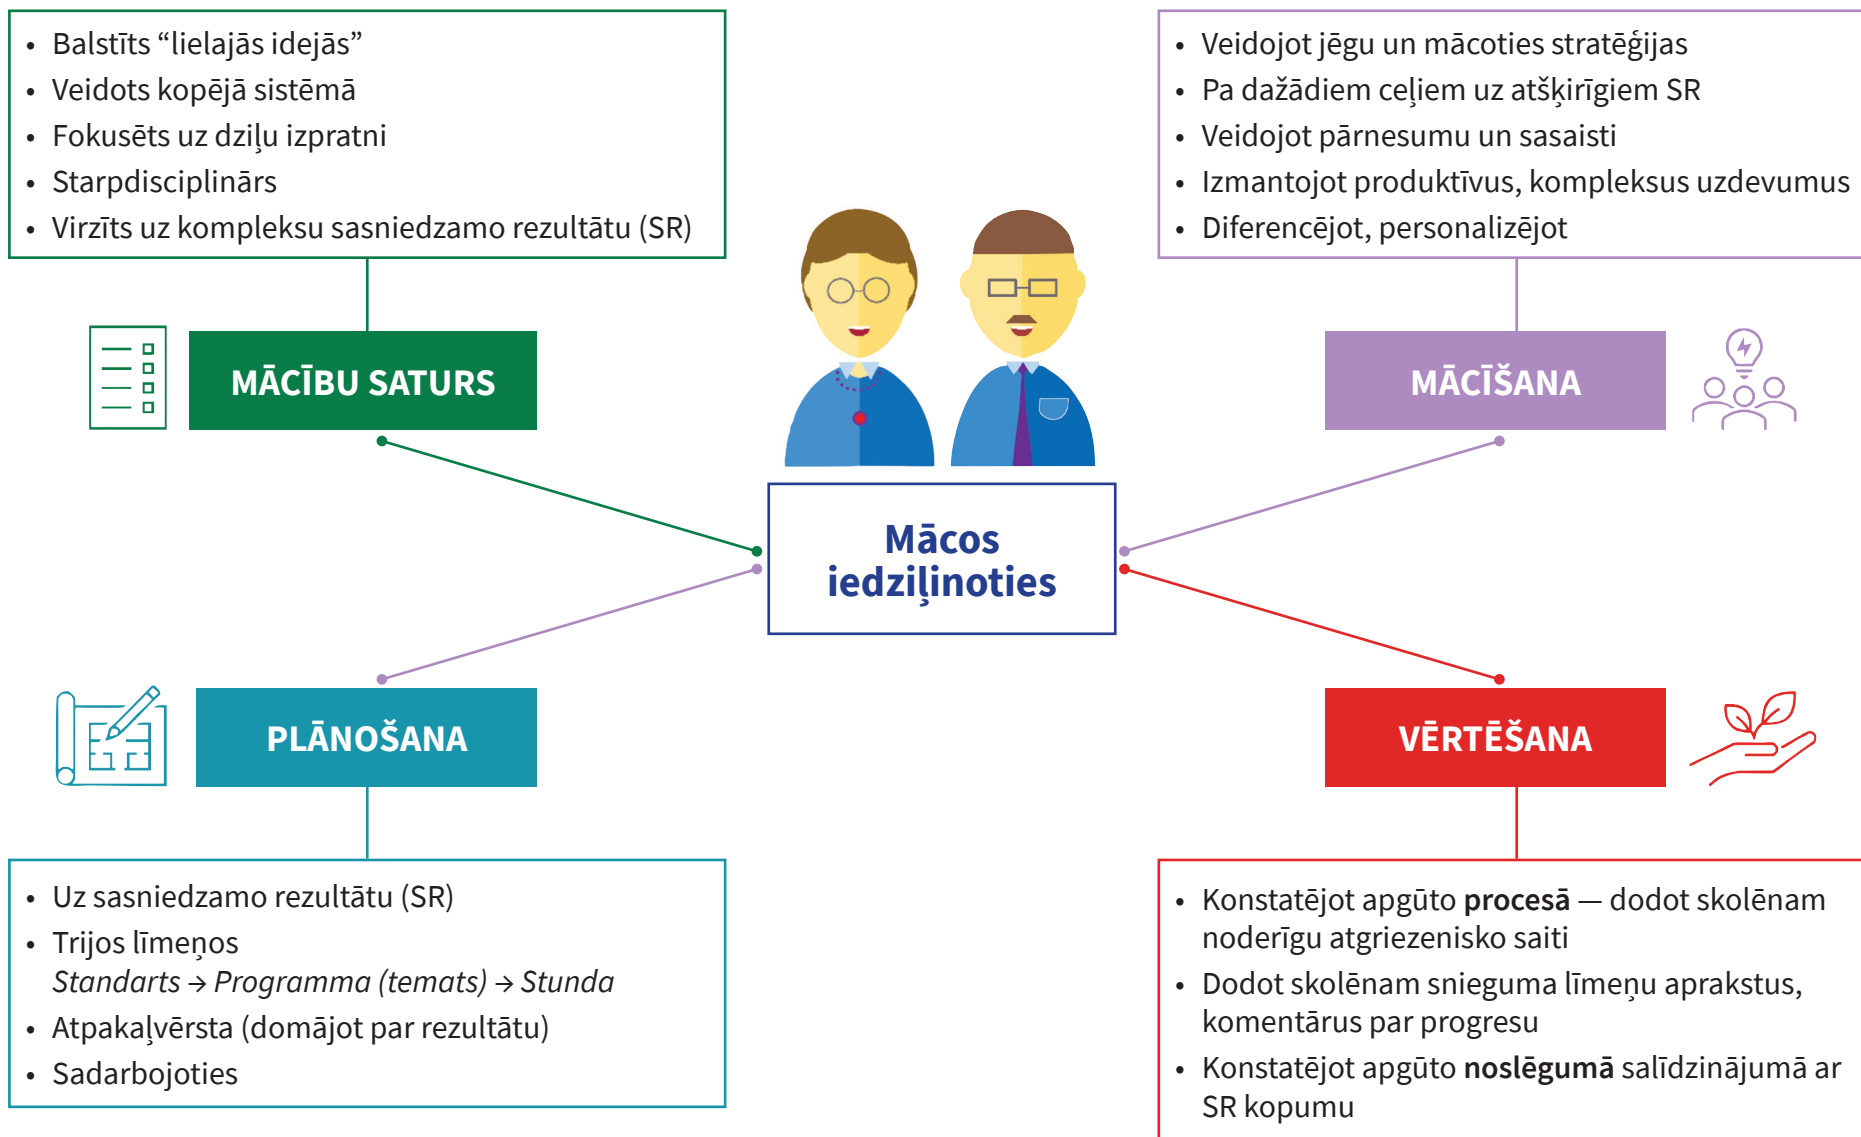 • Balstīts “lielajās idejās”
• Veidots kopējā sistēmā
• Fokusēts uz dziļu izpratni
• Starpdisciplinārs
• Virzīts uz kompleksu sasniedzamo rezultātu (SR)
MĀCĪBU SATURS
• Veidojot jēgu un mācoties stratēģijas
• Pa dažādiem ceļiem uz atšķirīgiem SR
• Veidojot pārnesumu un sasaisti
• Izmantojot produktīvus, kompleksus uzdevumus
• Diferencējot, personalizējot
MĀCĪŠANA
Mācos
iedziļinoties
PLĀNOŠANA
• Uz sasniedzamo rezultātu (SR)
• Trijos līmeņos
Standarts → Programma (temats) → Stunda
• Atpakaļvērsta (domājot par rezultātu)
• Sadarbojoties
VĒRTĒŠANA
• Konstatējot apgūto procesā — dodot skolēnam
noderīgu atgriezenisko saiti
• Dodot skolēnam snieguma līmeņu aprakstus,
komentārus par progresu
• Konstatējot apgūto noslēgumā salīdzinājumā ar
SR kopumu